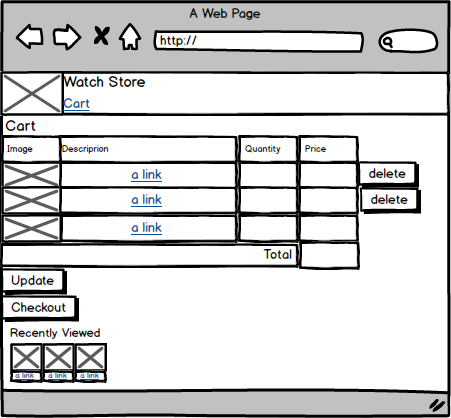 A Web Page
http://
Watch Store
Cart
Cart
Image Descriprion Quantity Price
a link delete
a link delete
a link
Total
Update
Checkout
Recently Viewed
a link a link a link